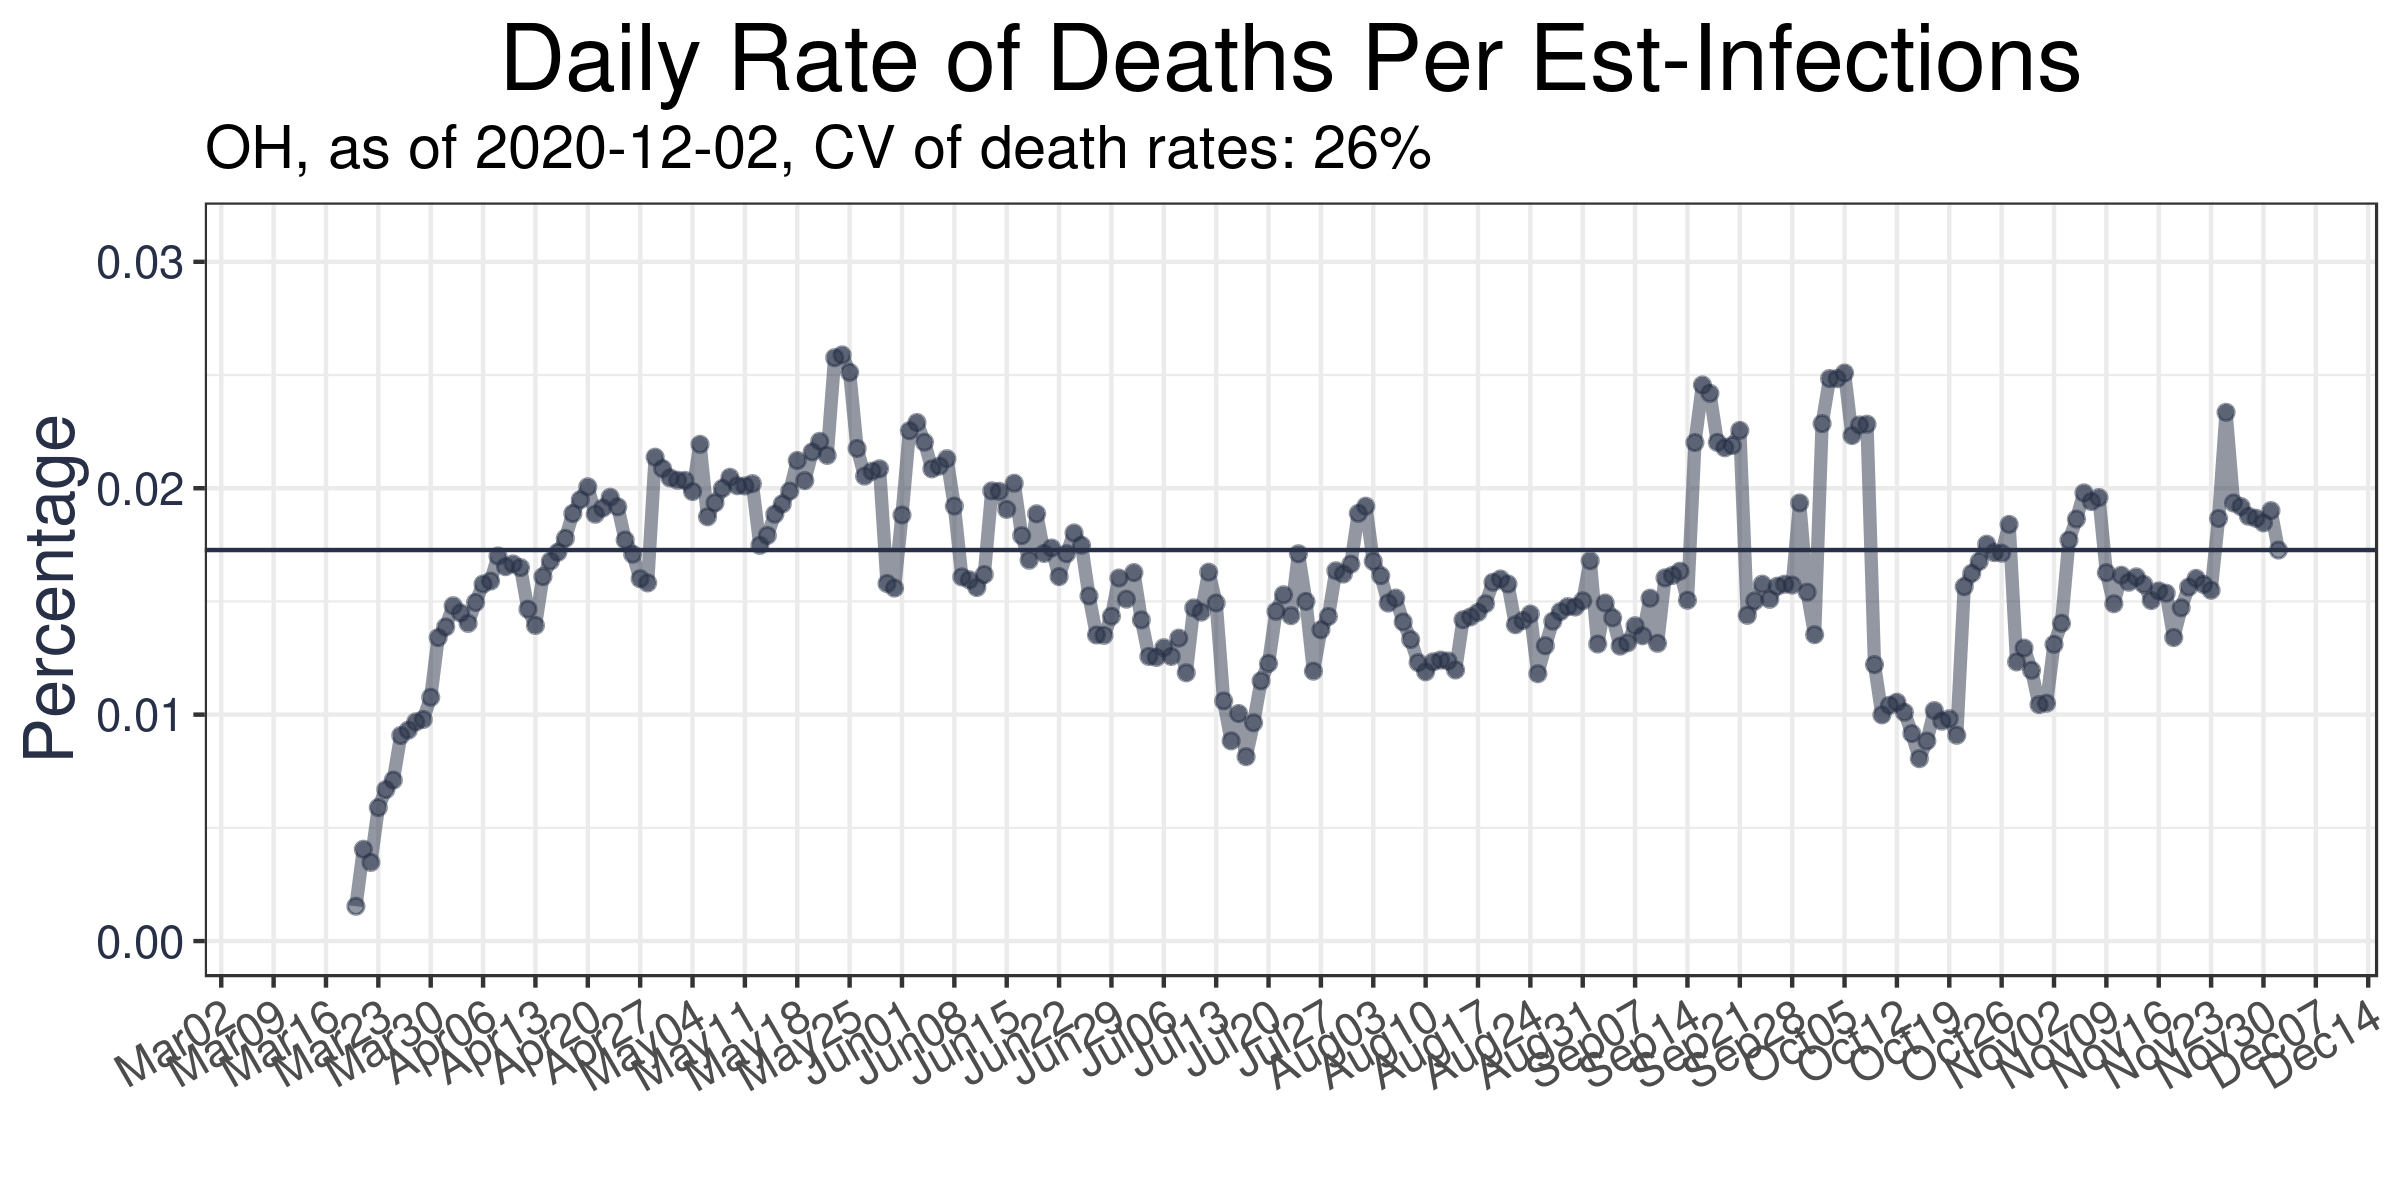 Daily Rate of Deaths Per Est-Infections
OH, as of 2020-12-02, CV of death rates: 26%
Percentage
0.03
0.02
0.01
0.00
Mar02
Mar09
Mar16
Mar23
Mar30
Apr06
Apr13
Apr20
Apr27
May04
May11
May18
May25
Jun01
Jun08
Jun15
Jun22
Jun29
Jul06
Jul13
Jul20
Jul27
Aug03
Aug10
Aug17
Aug24
Aug31
Sep07
Sep14
Sep21
Sep28
Oct05
Oct12
Oct19
Oct26
Nov02
Nov09
Nov16
Nov23
Nov30
Dec07
Dec14